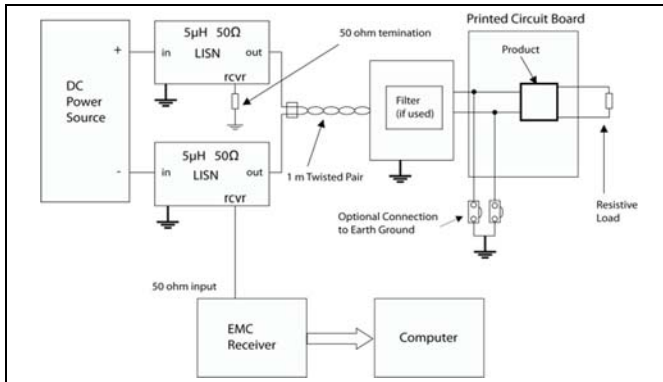 Printed Circuit Board
5µH 50Ω
in
out
LISN
rcvr
50 ohm temination
Product
+
DC
Power
Source
-
Filter
(if used)
5µH 50Ω
in
out
LISN
rcvr
1 m Twisted Pair
Optional Connection
to Earth Ground
Resistive
Load
50 ohm input
EMC
Receiver
Computer